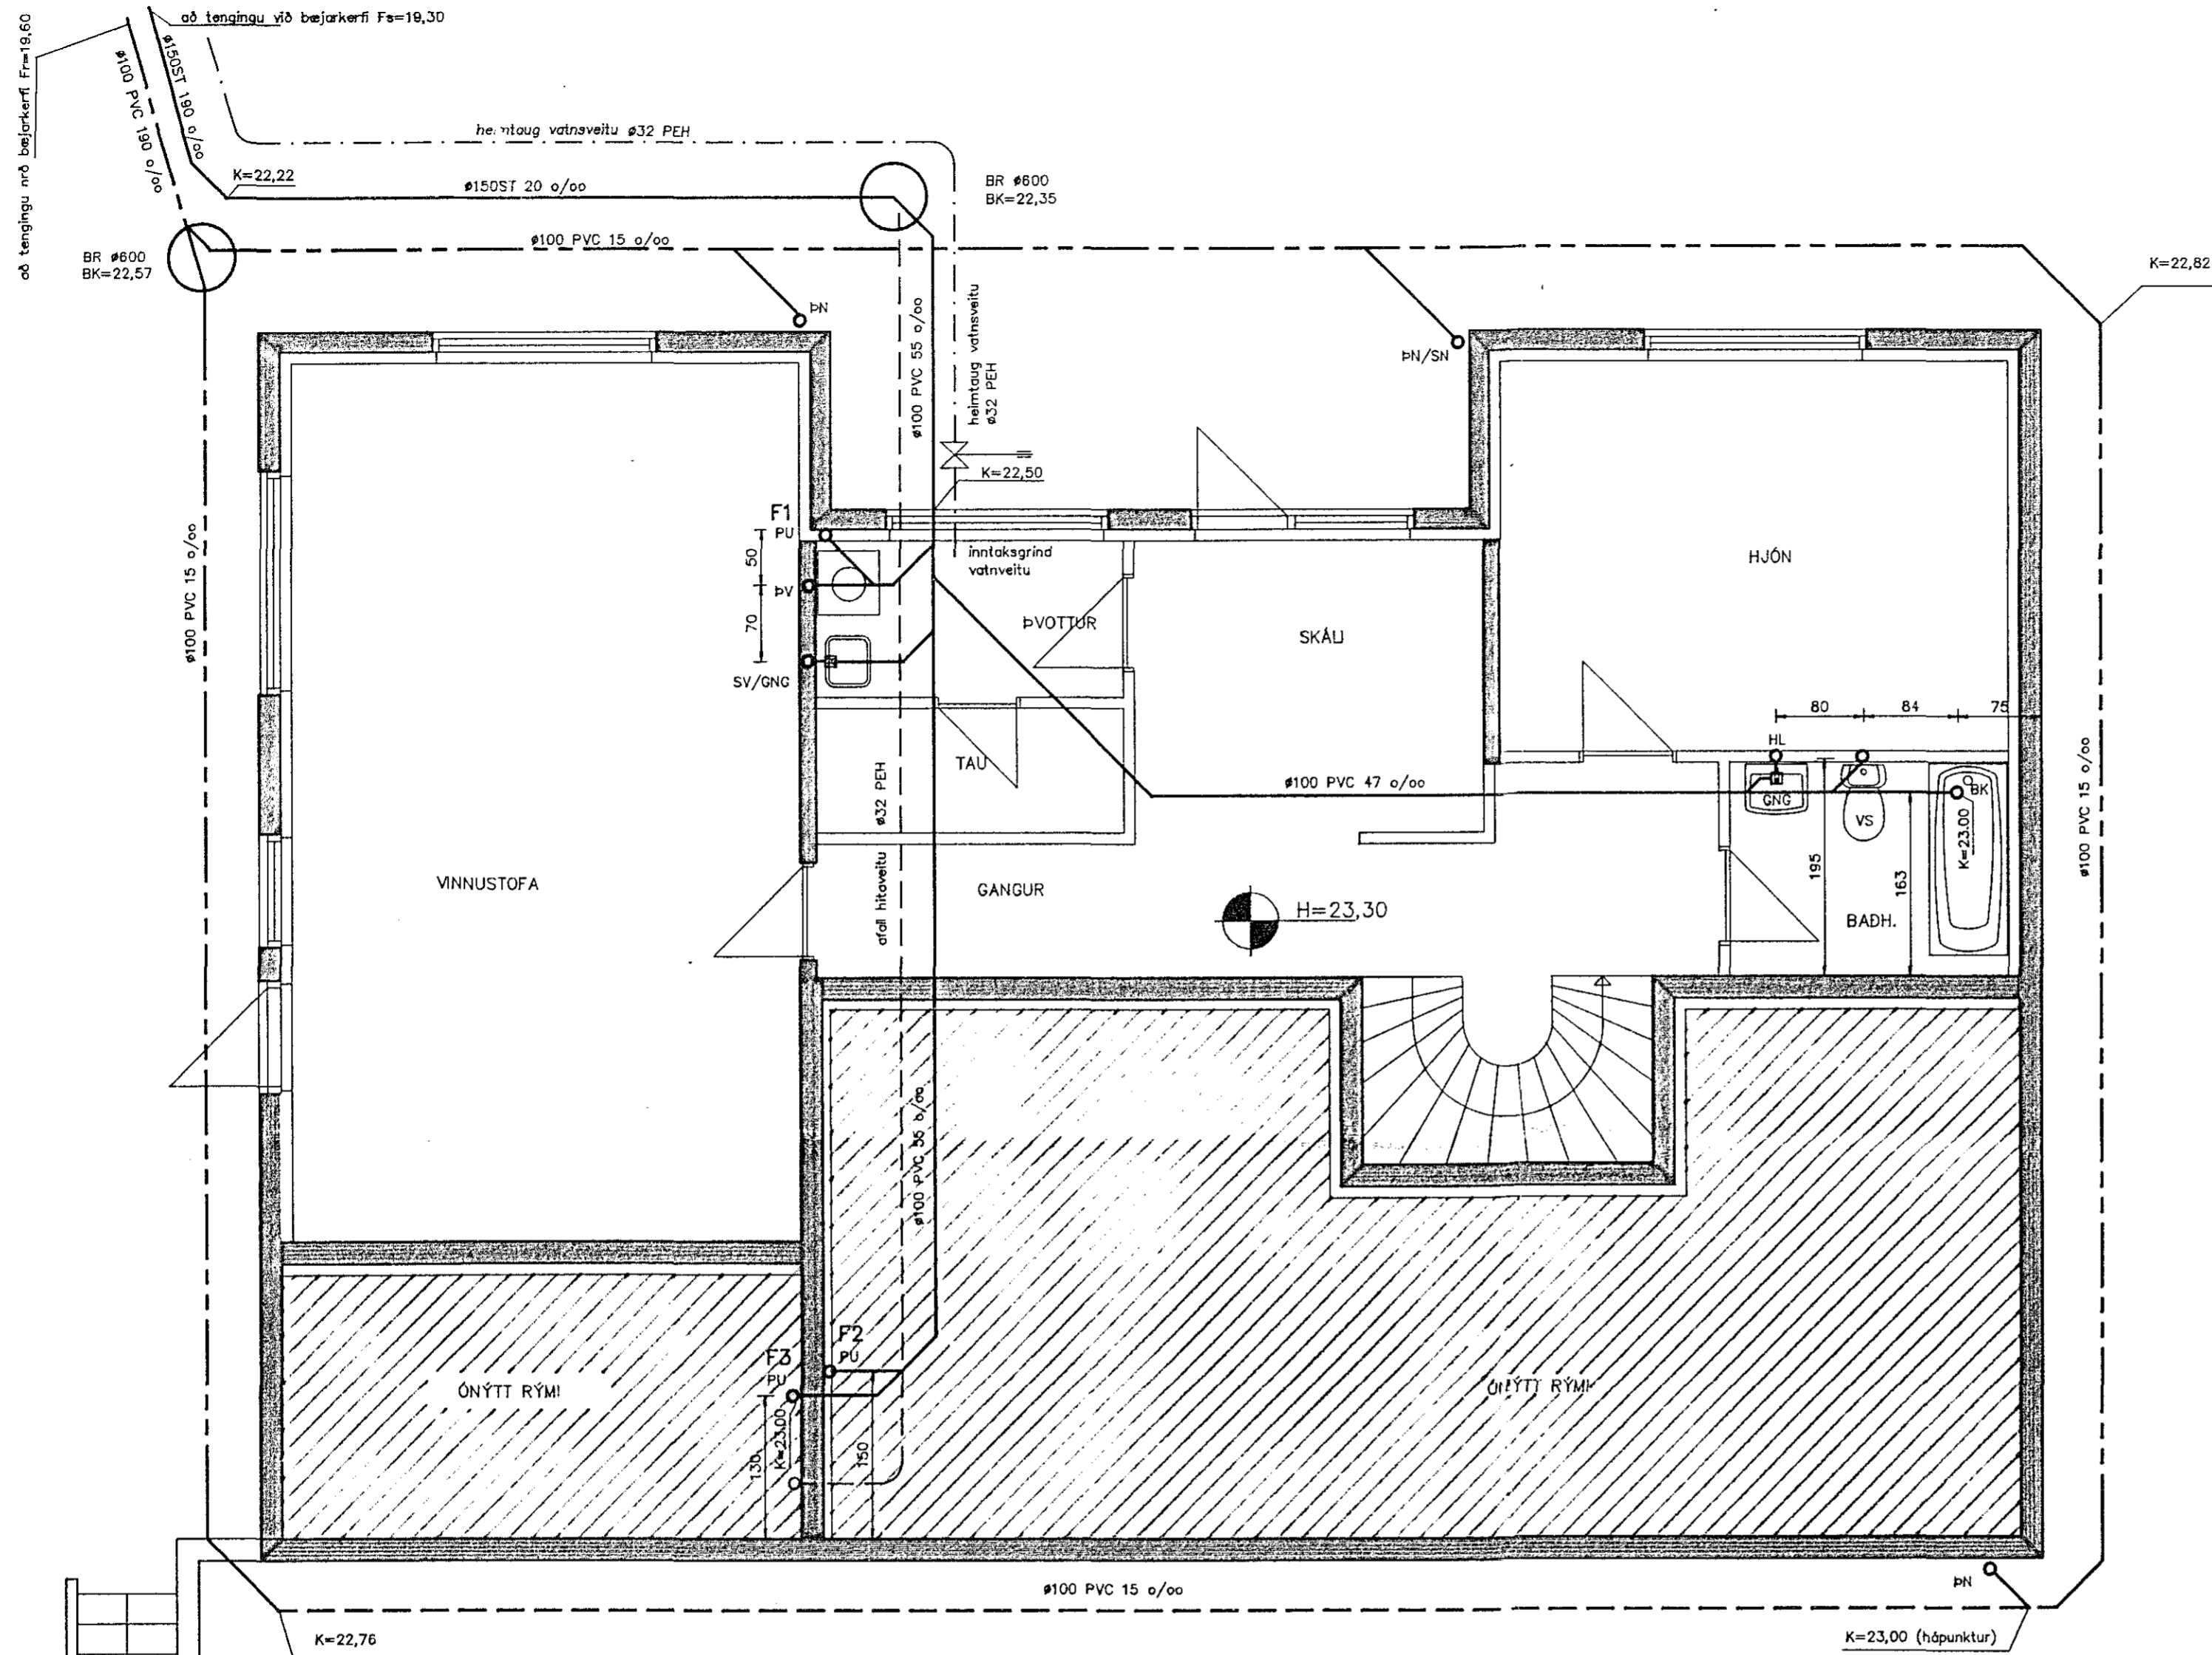 að tengingu við bæjarkerfi Fs=19,30
að tengingu nrð bæjarkerfi Fr=19,60
ø150ST 190 o/oo
ø100 PVC 190 o/oo
heimtaug vatnsveitu ø32 PEH
K=22,22
ø150ST 20 o/oo
BR ø600
BK=22,35
ø100 PVC 15 o/oo
BR ø600
BK=22,57
K=22,82
ÞN
ÞN/SN
ø100 PVC 55 o/oo
heimtaug vatnsveitu
ø32 PEH
K=22,50
F1
PU
50
ÞV
70
SV/GNG
inntaksgrind
vatnveitu
ÞVOTTUR
SKÁLI
HJÓN
ø100 PVC 15 o/oo
80
84
75
HL
TAU
ø100 PVC 47 o/oo
GNG
VS
BK
K=23.00
ø100 PVC 15 o/oo
VINNUSTOFA
afall hitaveitu ø32 PEH
GANGUR
H=23,30
195
163
BAÐH.
ø100 PVC 55 o/oo
F2
PU
F3
PU
ÓNÝTT RÝMI
ÓNÝTT RÝMI
K=23.00
130
150
ø100 PVC 15 o/oo
ÞN
K=22,76
K=23,00 (hápunktur)